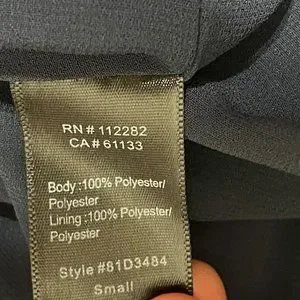 RN # 112282
CA # 61133
Body :100% Polyester/
Polyester
Lining :100% Polyester/
Polyester
Style #81D3484
Small